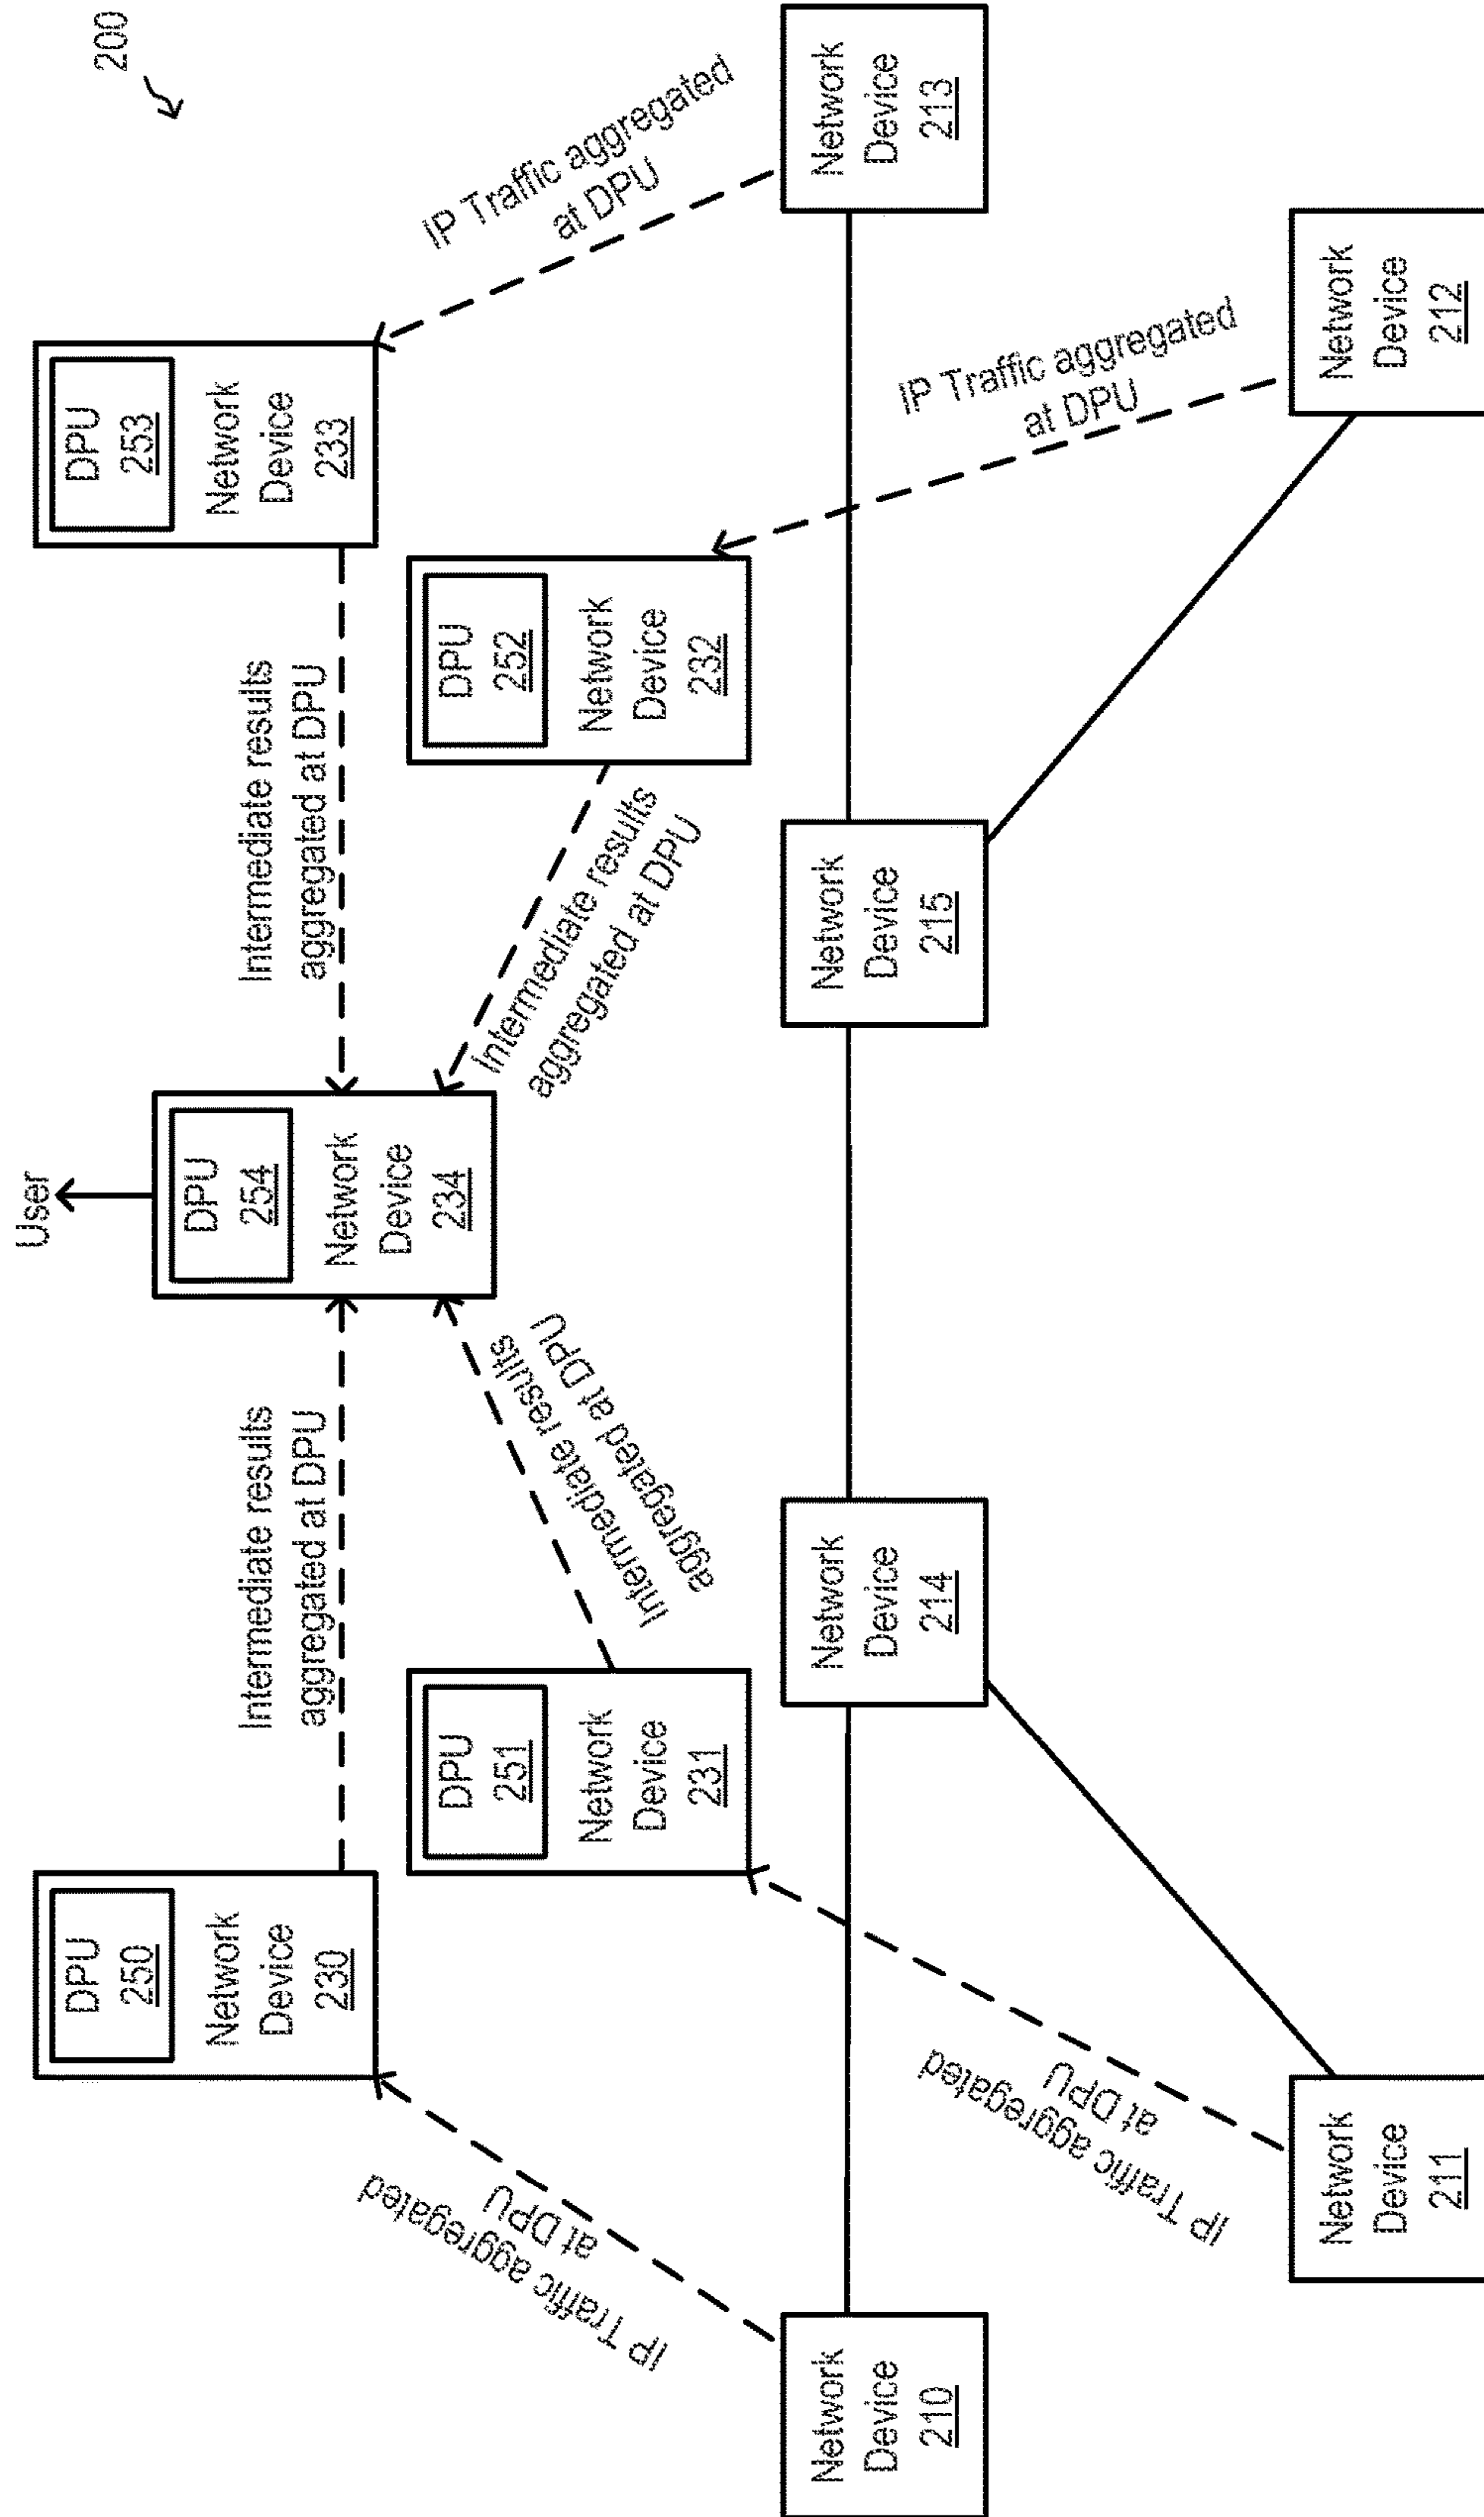 200
User
DPU
250
Network
Device
230
Intermediate results
aggregated at DPU
DPU
254
Network
Device
234
Intermediate results
aggregated at DPU
DPU
253
Network
Device
233
DPU
251
Network
Device
231
Intermediate results
aggregated at DPU
Intermediate results
aggregated at DPU
DPU
252
Network
Device
232
IP Traffic aggregated
at DPU
IP Traffic aggregated
at DPU
IP Traffic aggregated
at DPU
IP Traffic aggregated
at DPU
Network
Device
210
Network
Device
214
Network
Device
215
Network
Device
213
Network
Device
211
Network
Device
212